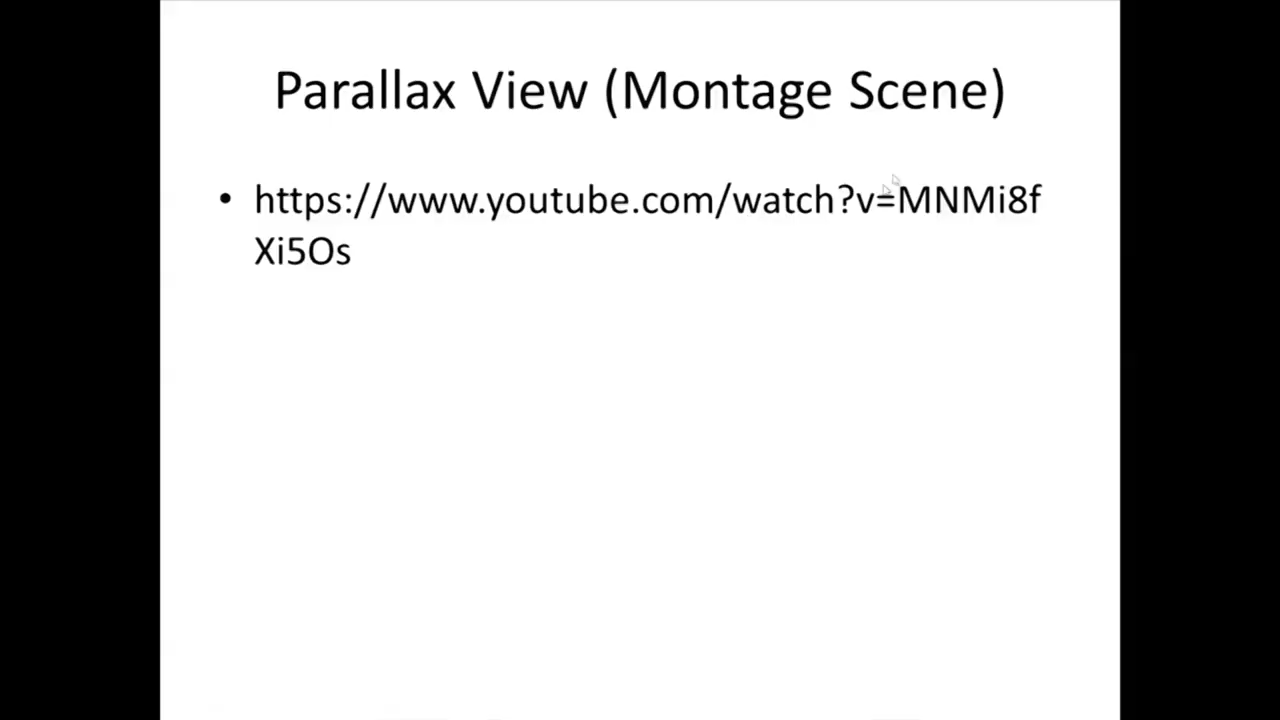 Parallax View (Montage Scene)
• https://www.youtube.com/watch?v=MNMi8f
Xi5Os